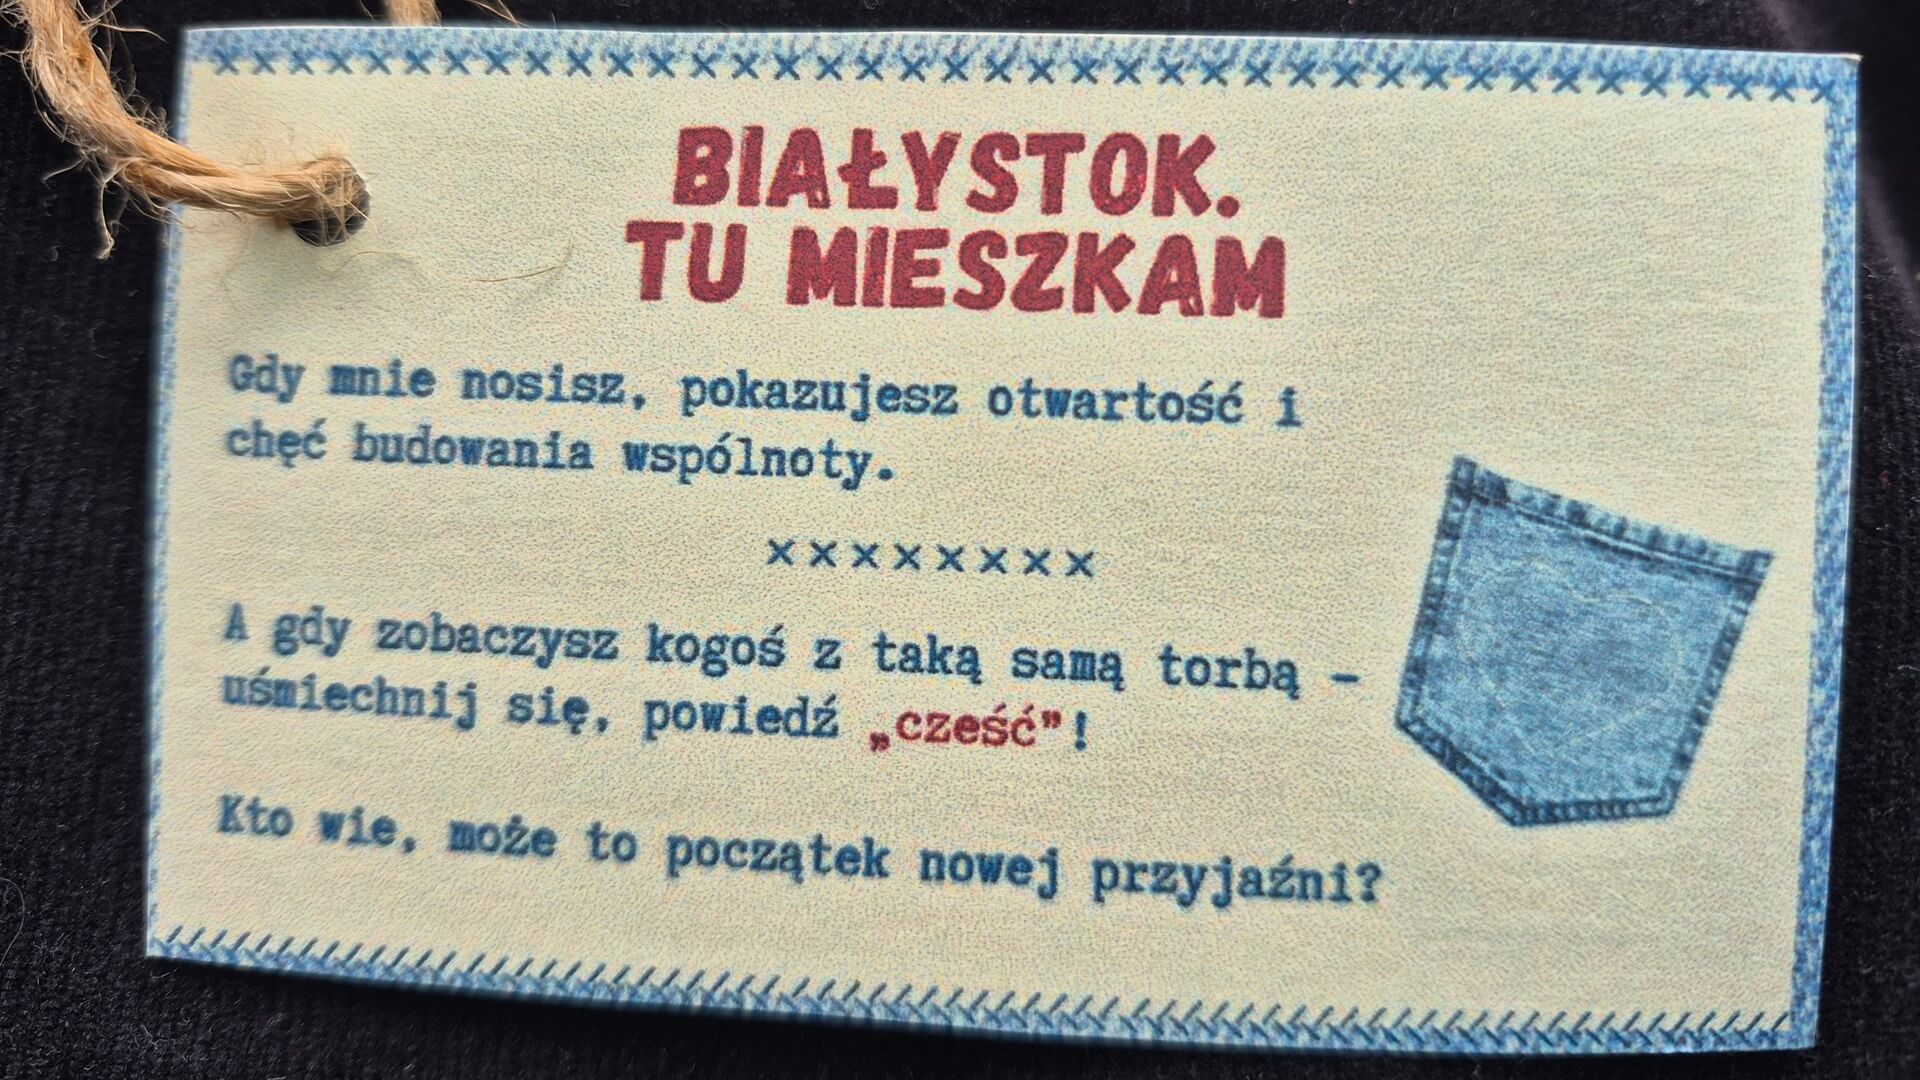 BIAŁYSTOK.
TU MIESZKAM
Gdy mnie nosisz, pokazujesz otwartość i
chęć budowania wspólnoty.
xxxxxxxx
A gdy zobaczysz kogoś z taką samą torbą –
uśmiechnij się, powiedź „cześć”!
Kto wie, może to początek nowej przyjaźni?